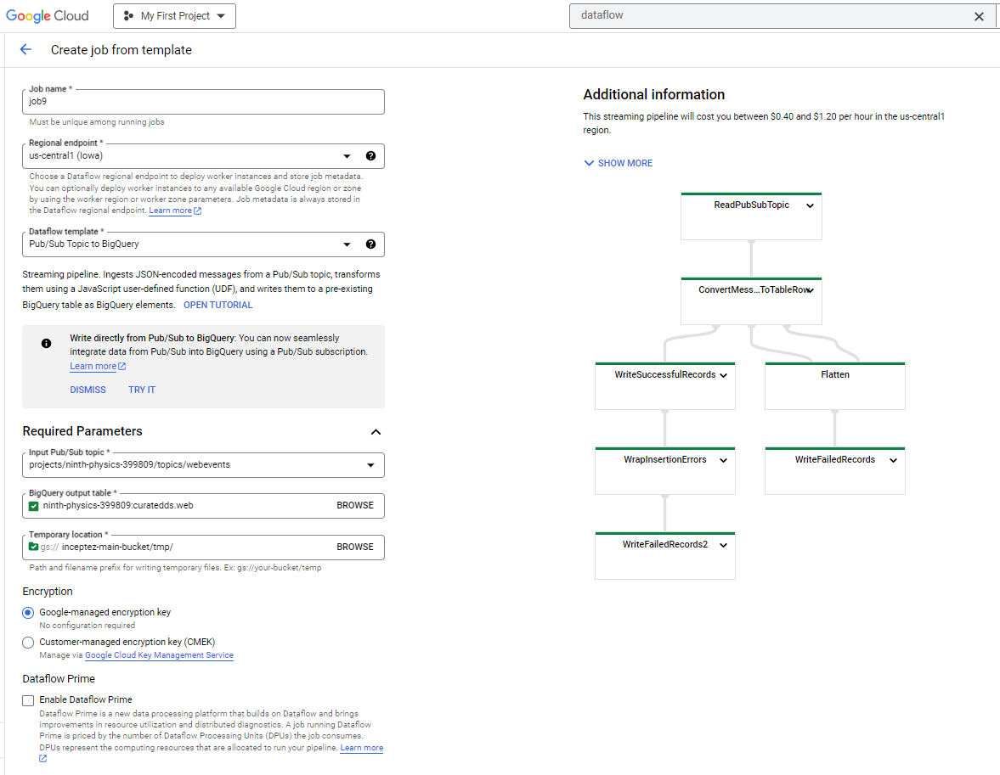 Google Cloud
My First Project
dataflow
Create job from template
Job name *
job9
Must be unique among running jobs
Regional endpoint *
us-central1 (Iowa)
Choose a Dataflow regional endpoint to deploy worker instances and store job metadata.
You can optionally deploy worker instances to any available Google Cloud region or zone
by using the worker region or worker zone parameters. Job metadata is always stored in
the Dataflow regional endpoint. Learn more
Dataflow template *
Pub/Sub Topic to BigQuery
Streaming pipeline. Ingests JSON-encoded messages from a Pub/Sub topic, transforms
them using a JavaScript user-defined function (UDF), and writes them to a pre-existing
BigQuery table as BigQuery elements. OPEN TUTORIAL
Write directly from Pub/Sub to BigQuery: You can now seamlessly
integrate data from Pub/Sub into BigQuery using a Pub/Sub subscription.
Learn more
DISMISS TRY IT
Required Parameters
Input Pub/Sub topic *
projects/ninth-physics-399809/topics/webevents
BigQuery output table *
ninth-physics-399809:curatedds.web BROWSE
Temporary location *
gs:// inceptez-main-bucket/tmp/ BROWSE
Path and filename prefix for writing temporary files. Ex: gs://your-bucket/temp
Encryption
Google-managed encryption key
No configuration required
Customer-managed encryption key (CMEK)
Manage via Google Cloud Key Management Service
Dataflow Prime
Enable Dataflow Prime
Dataflow Prime is a new data processing platform that builds on Dataflow and brings
improvements in resource utilization and distributed diagnostics. A job running Dataflow
Prime is priced by the number of Dataflow Processing Units (DPUs) the job consumes.
DPUs represent the computing resources that are allocated to run your pipeline. Learn more
Additional information
This streaming pipeline will cost you between $0.40 and $1.20 per hour in the us-central1
region.
SHOW MORE
ReadPubSubTopic
ConvertMess...ToTableRow
WriteSuccessfulRecords
Flatten
WrapInsertionErrors
WriteFailedRecords
WriteFailedRecords2